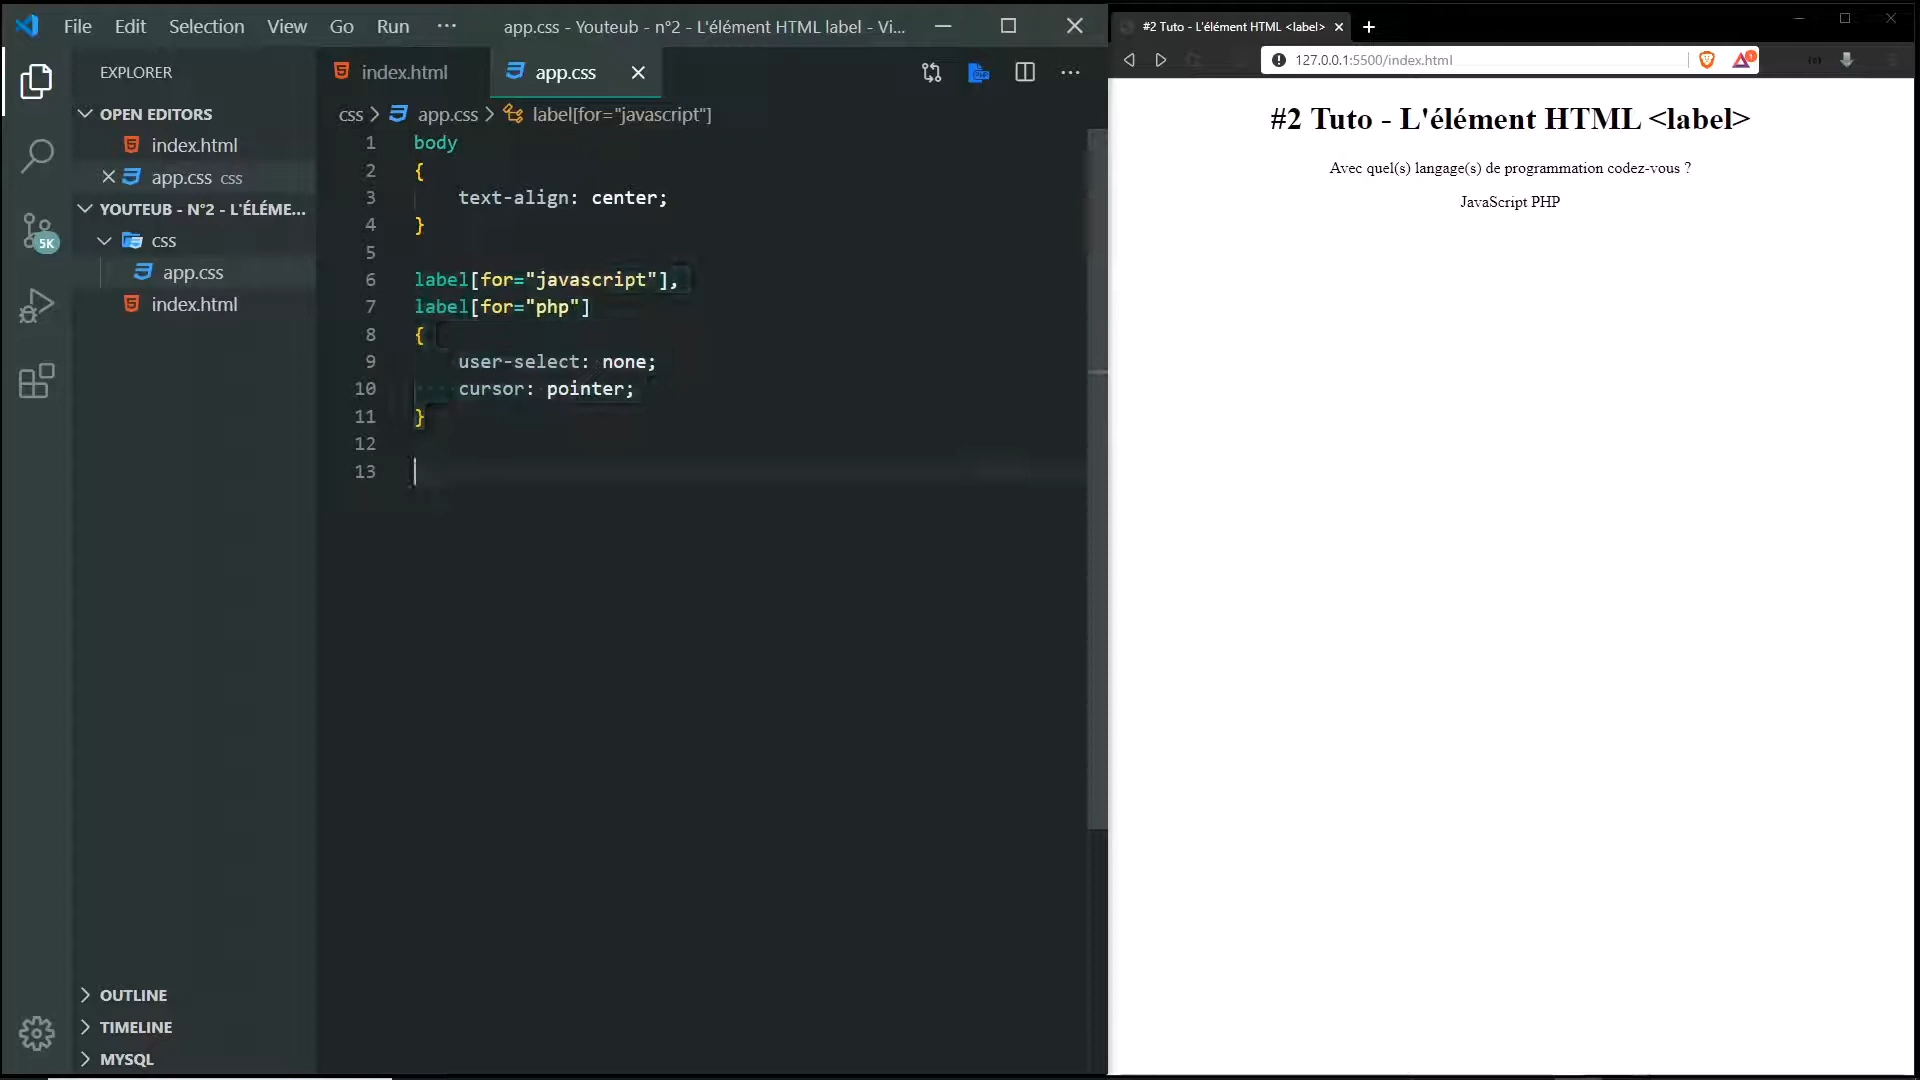 File Edit Selection View Go Run ··· app.css - Youteub - n°2 - L'élément HTML label - Vi...
EXPLORER
OPEN EDITORS
index.html
app.css css
YOUTEUB - N°2 - L'ÉLÉME...
css
app.css
index.html
5K
OUTLINE
TIMELINE
MYSQL
index.html app.css
css > app.css > label[for="javascript"]
1 body
2 {
3 text-align: center;
4 }
5
6 label[for="javascript"],
7 label[for="php"]
8 {
9 user-select: none;
10 cursor: pointer;
11 }
12
13
#2 Tuto - L'élément HTML <label>
127.0.0.1:5500/index.html
#2 Tuto - L'élément HTML <label>
Avec quel(s) langage(s) de programmation codez-vous ?
JavaScript PHP